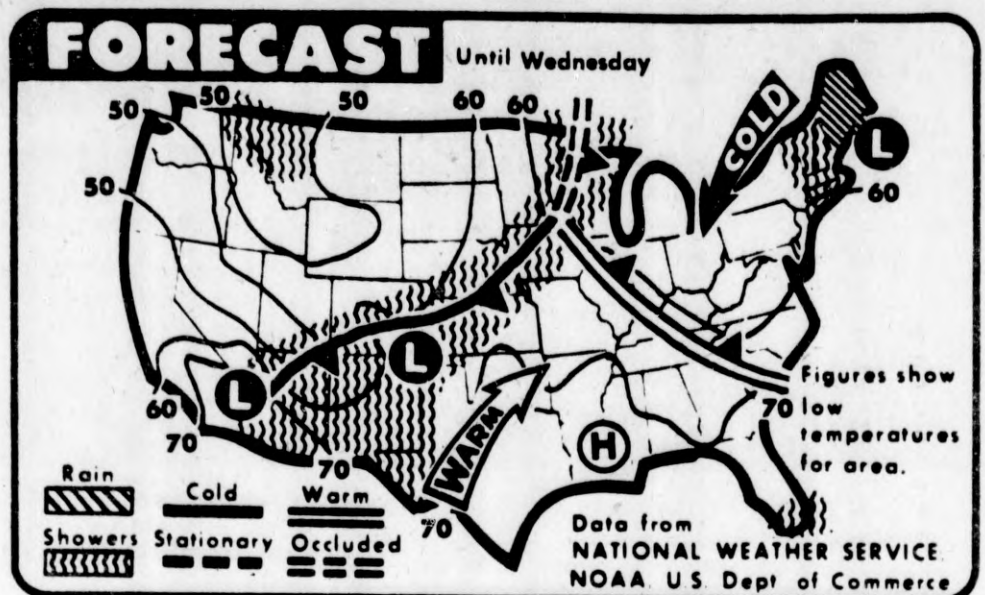 FORECAST Until Wednesday
50 50 50 60 60
COLD
L
50
60
L
L
60
70
70
WARM
H
70
70
Figures show
low
temperatures
for area.
Rain
Cold Warm
Showers Stationary Occluded
Data from
NATIONAL WEATHER SERVICE.
NOAA. U.S. Dept of Commerce